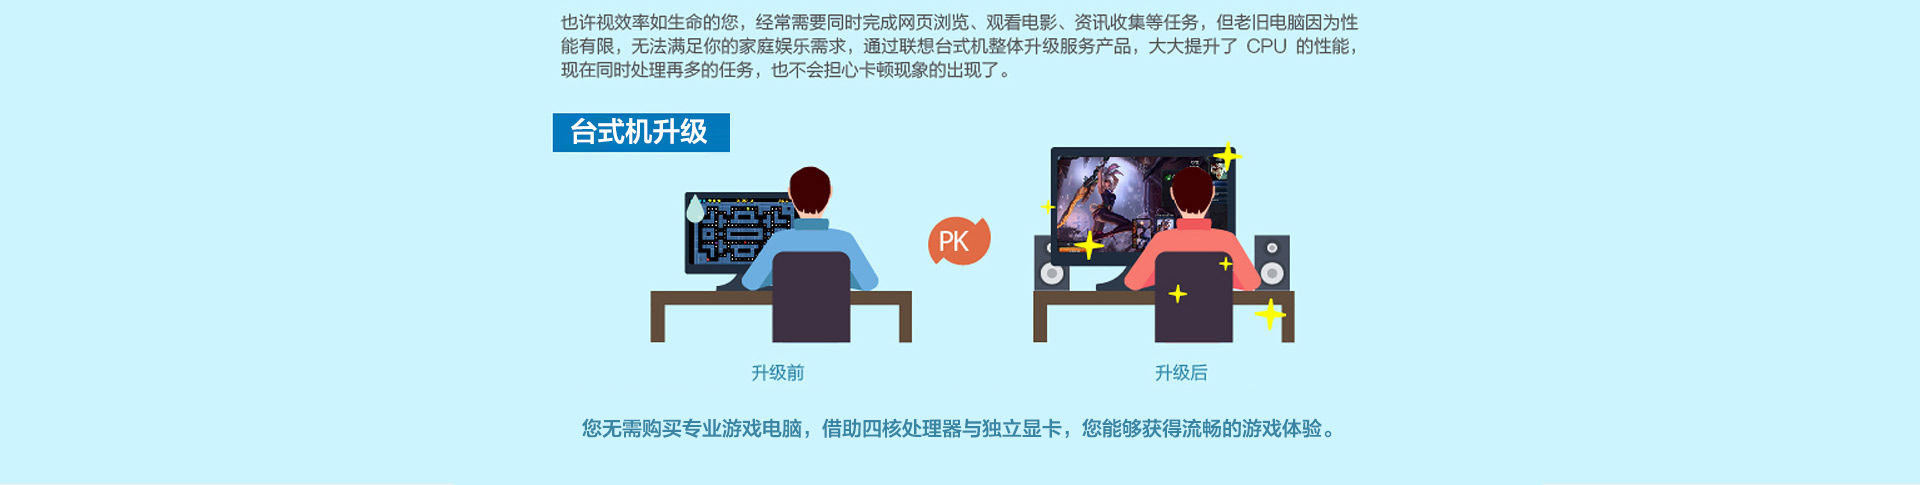 也许视效率如生命的您，经常需要同时完成网页浏览、观看电影、资讯收集等任务，但老旧电脑因为性
能有限，无法满足你的家庭娱乐需求，通过联想台式机整体升级服务产品，大大提升了 CPU 的性能，
现在同时处理再多的任务，也不会担心卡顿现象的出现了。
台式机升级
PK
升级前
升级后
您无需购买专业游戏电脑，借助四核处理器与独立显卡，您能够获得流畅的游戏体验。